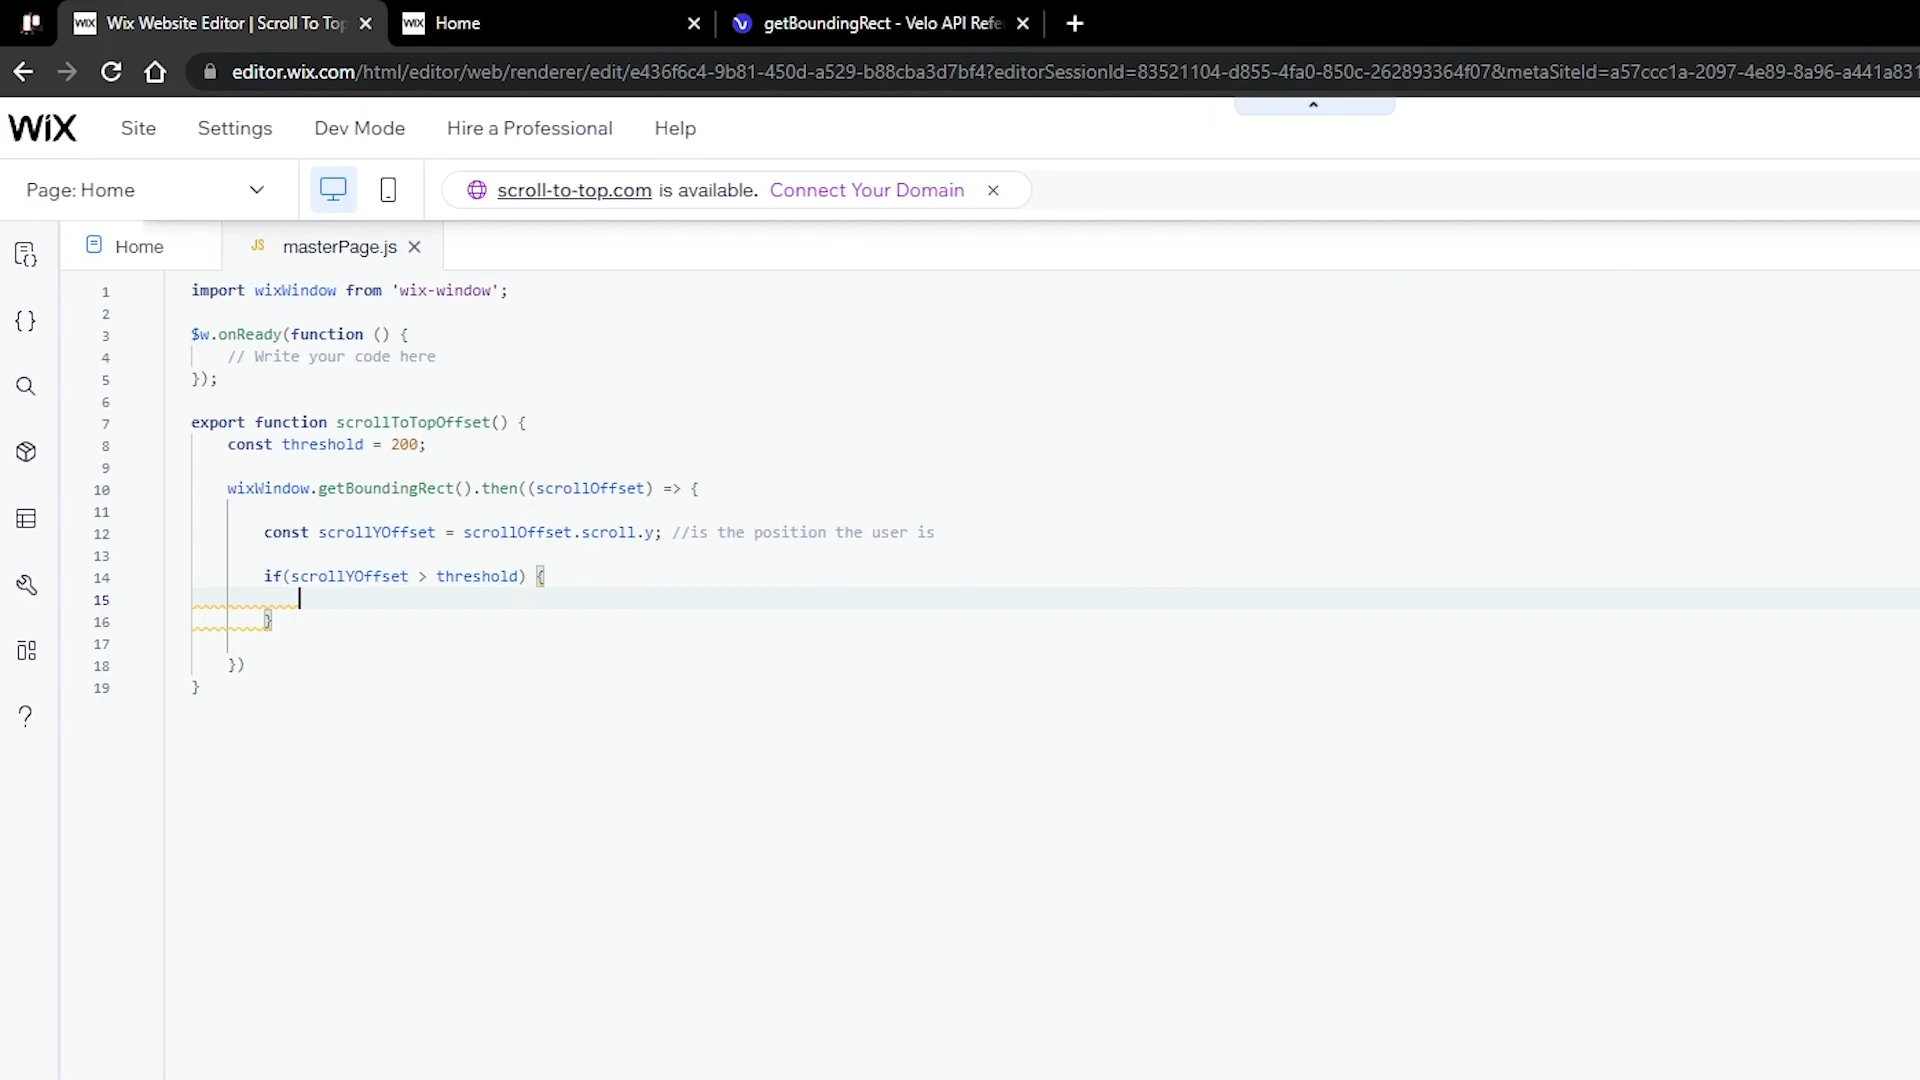 Wix Website Editor | Scroll To Top
Home
getBoundingRect - Velo API Refe
editor.wix.com/html/editor/web/renderer/edit/e436f6c4-9b81-450d-a529-b88cba3d7bf4?editorSessionId=83521104-d855-4fa0-850c-262893364f07&metaSiteId=a57ccc1a-2097-4e89-8a96-a441a831
WiX Site Settings Dev Mode Hire a Professional Help
Page: Home
scroll-to-top.com is available. Connect Your Domain
Home
JS masterPage.js
1 import wixWindow from 'wix-window';
2
3 $w.onReady(function () {
4 // Write your code here
5 });
6
7 export function scrollToTopOffset() {
8 const threshold = 200;
9
10 wixWindow.getBoundingRect().then((scrollOffset) => {
11
12 const scrollYOffset = scrollOffset.scroll.y; //is the position the user is
13
14 if(scrollYOffset > threshold) {
15
16 }
17
18 })
19 }